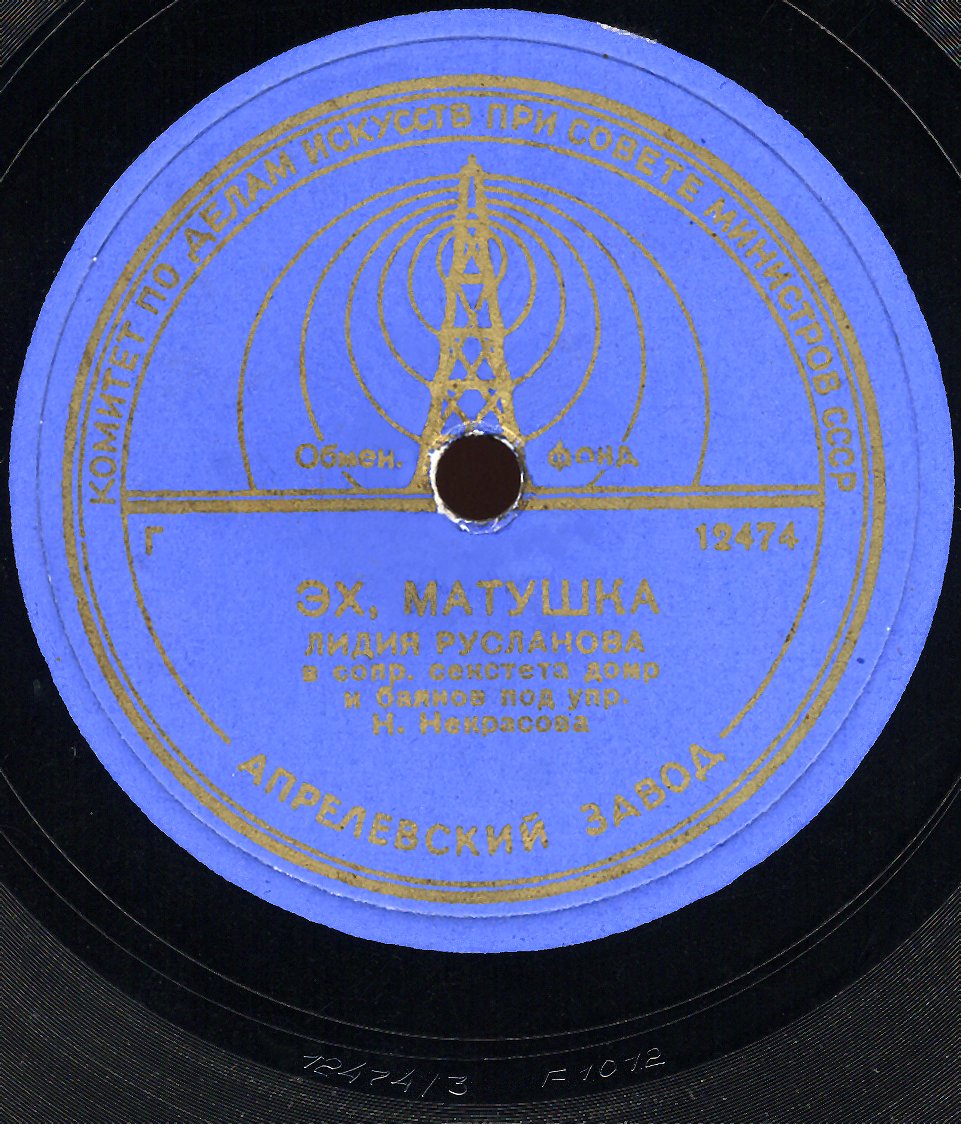 КОМИТЕТ ПО ДЕЛАМ ИСКУССТВ ПРИ СОВЕТЕ МИНИСТРОВ СССР
Обмен. фонд
Г 12474
ЭХ, МАТУШКА
ЛИДИЯ РУСЛАНОВА
в сопр. секстета домр
и баянов под упр.
Н. Некрасова
АПРЕЛЕВСКИЙ ЗАВОД
12474/3 F1012